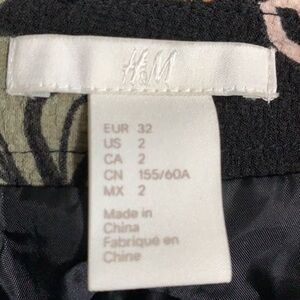 H&M
EUR 32
US 2
CA 2
CN 155/60A
MX 2
Made in
China
Fabriqué en
Chine